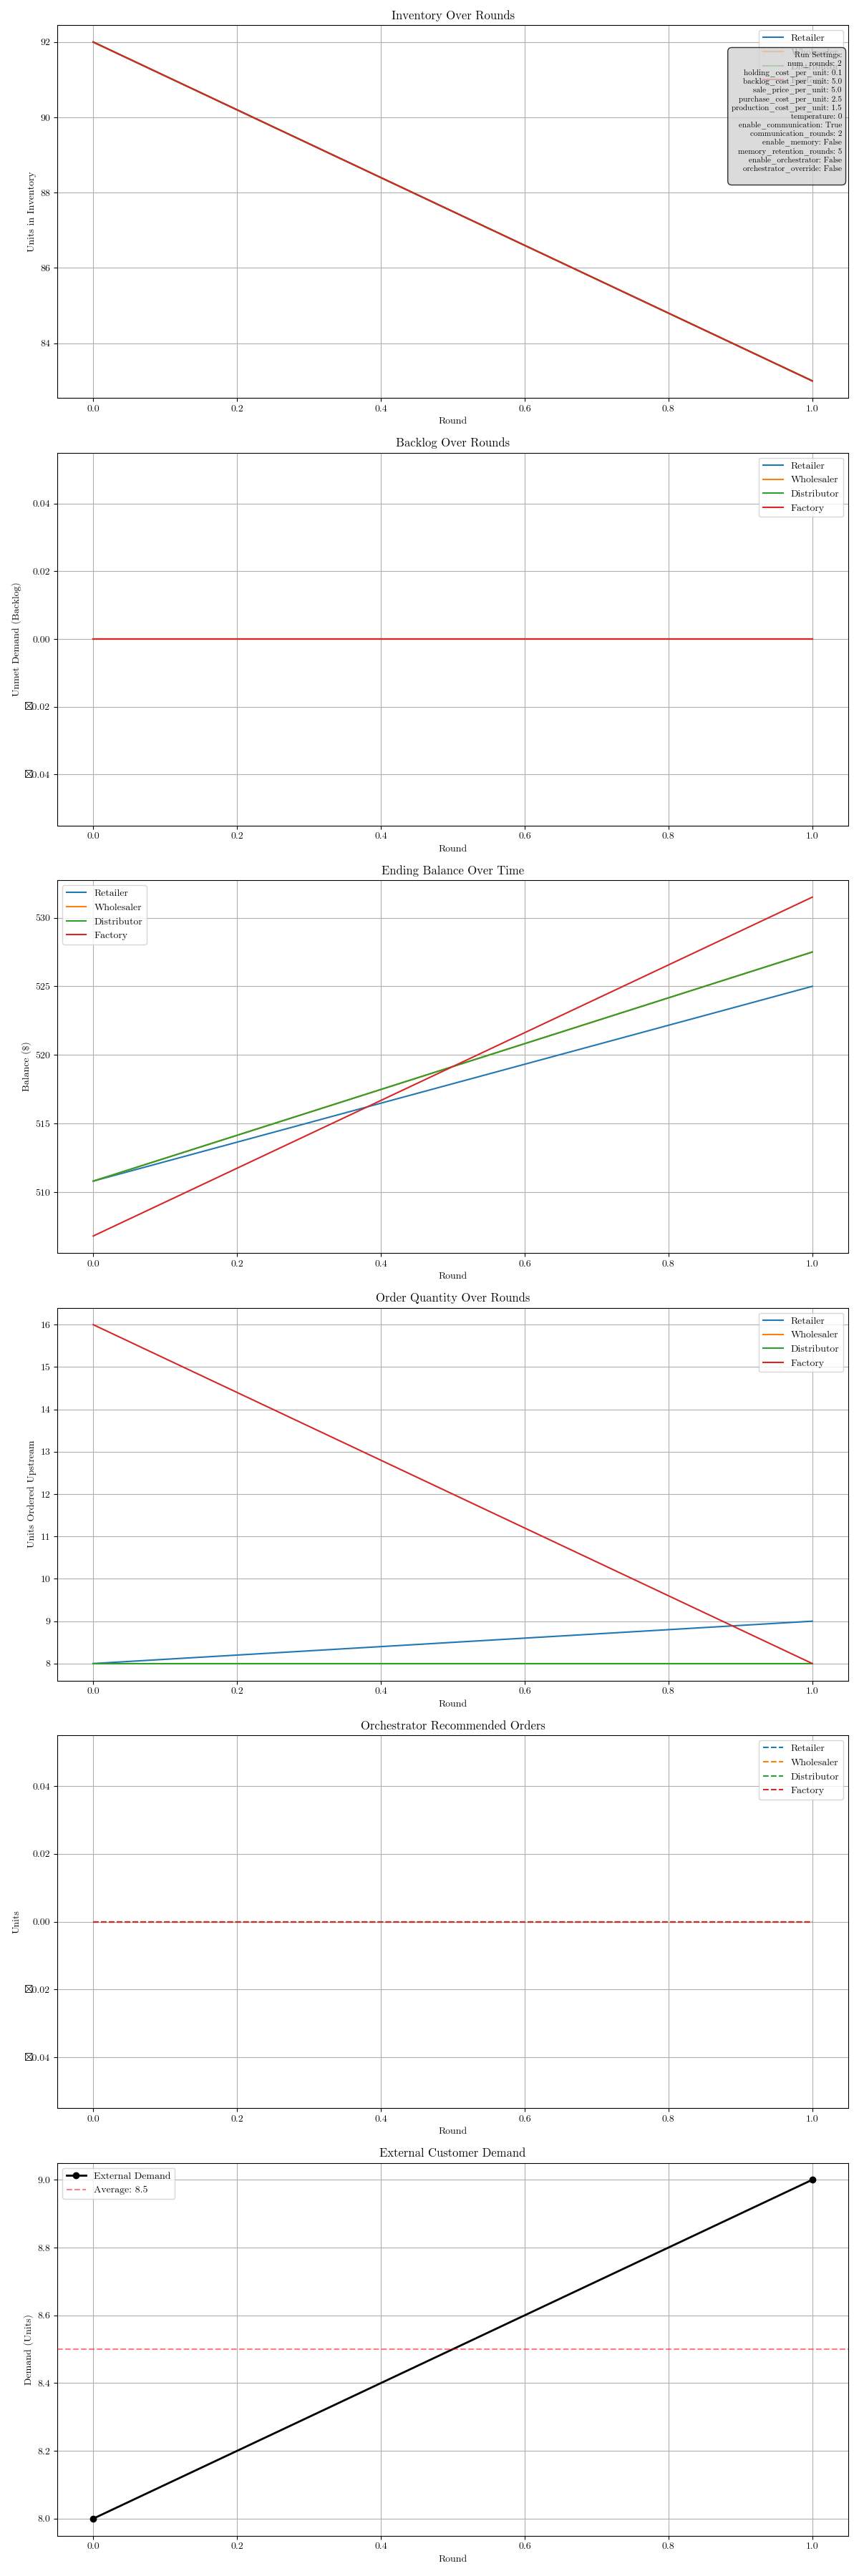 Inventory Over Rounds
Units in Inventory
92
90
88
86
84
Retailer
Run Settings:
num_rounds: 2
holding_cost_per_unit: 0.1
backlog_cost_per_unit: 5.0
sale_price_per_unit: 5.0
purchase_cost_per_unit: 2.5
production_cost_per_unit: 1.5
temperature: 0
enable_communication: True
communication_rounds: 2
enable_memory: False
memory_retention_rounds: 5
enable_orchestrator: False
orchestrator_override: False
0.0 0.2 0.4 0.6 0.8 1.0
Round
Backlog Over Rounds
Unmet Demand (Backlog)
0.04
0.02
0.00
0.02
0.04
Retailer
Wholesaler
Distributor
Factory
0.0 0.2 0.4 0.6 0.8 1.0
Round
Ending Balance Over Time
Balance ($)
530
525
520
515
510
Retailer
Wholesaler
Distributor
Factory
0.0 0.2 0.4 0.6 0.8 1.0
Round
Order Quantity Over Rounds
Units Ordered Upstream
16
15
14
13
12
11
10
9
8
Retailer
Wholesaler
Distributor
Factory
0.0 0.2 0.4 0.6 0.8 1.0
Round
Orchestrator Recommended Orders
Units
0.04
0.02
0.00
0.02
0.04
Retailer
Wholesaler
Distributor
Factory
0.0 0.2 0.4 0.6 0.8 1.0
Round
External Customer Demand
Demand (Units)
9.0
8.8
8.6
8.4
8.2
8.0
External Demand
Average: 8.5
0.0 0.2 0.4 0.6 0.8 1.0
Round